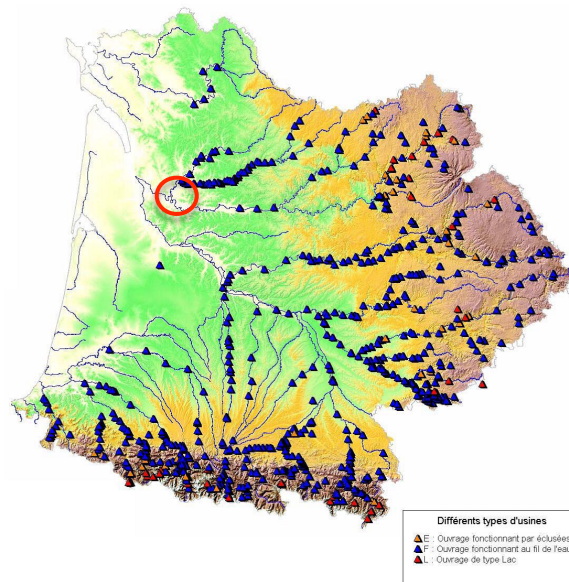 Différents types d'usines
E : Ouvrage fonctionnant par éclusées
F : Ouvrage fonctionnant au fil de l'eau
L : Ouvrage de type Lac